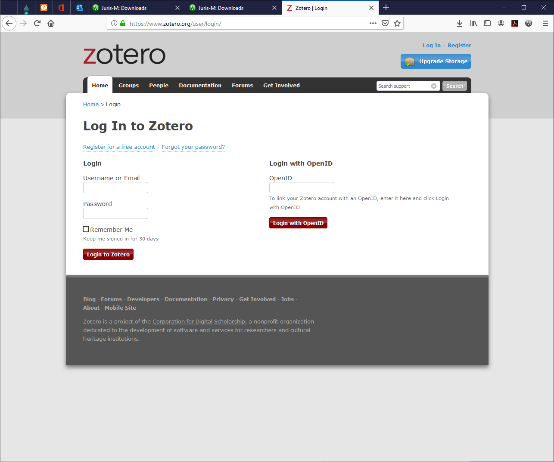 Juris-M: Downloads
Juris-M: Downloads
Zotero | Login
https://www.zotero.org/user/login/
zotero
Log In · Register
Upgrade Storage
Home Groups People Documentation Forums Get Involved
Search support
Search
Home > Login
Log In to Zotero
Register for a free account · Forgot your password?
Login
Username or Email
Password
Remember Me
Keep me signed in for 30 days
Login to Zotero
Login with OpenID
OpenID
To link your Zotero account with an OpenID, enter it here and click Login
with OpenID
Login with OpenID
Blog · Forums · Developers · Documentation · Privacy · Get Involved · Jobs ·
About · Mobile Site
Zotero is a project of the Corporation for Digital Scholarship, a nonprofit organization
dedicated to the development of software and services for researchers and cultural
heritage institutions.